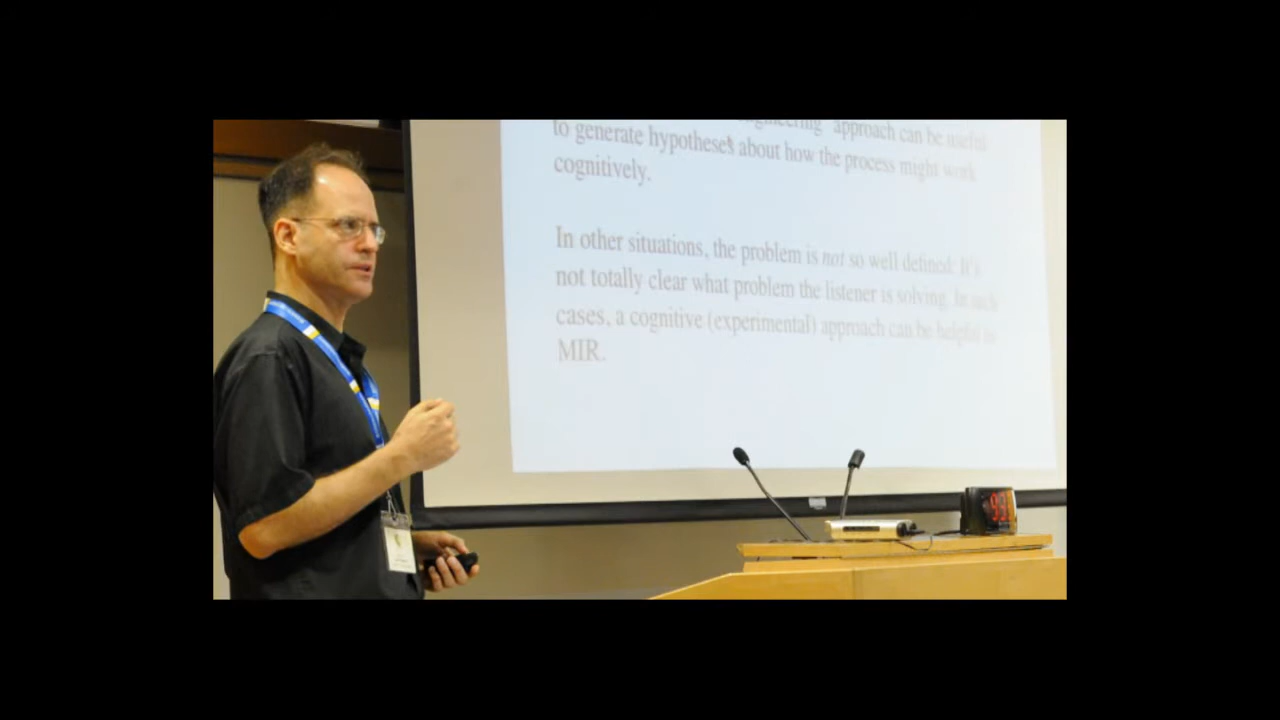 engineering" approach can be useful
to generate hypotheses about how the process might work
cognitively.
In other situations, the problem is not so well defined. It's
not totally clear what problem the listener is solving. In such
cases, a cognitive (experimental) approach can be helpful to
MIR.